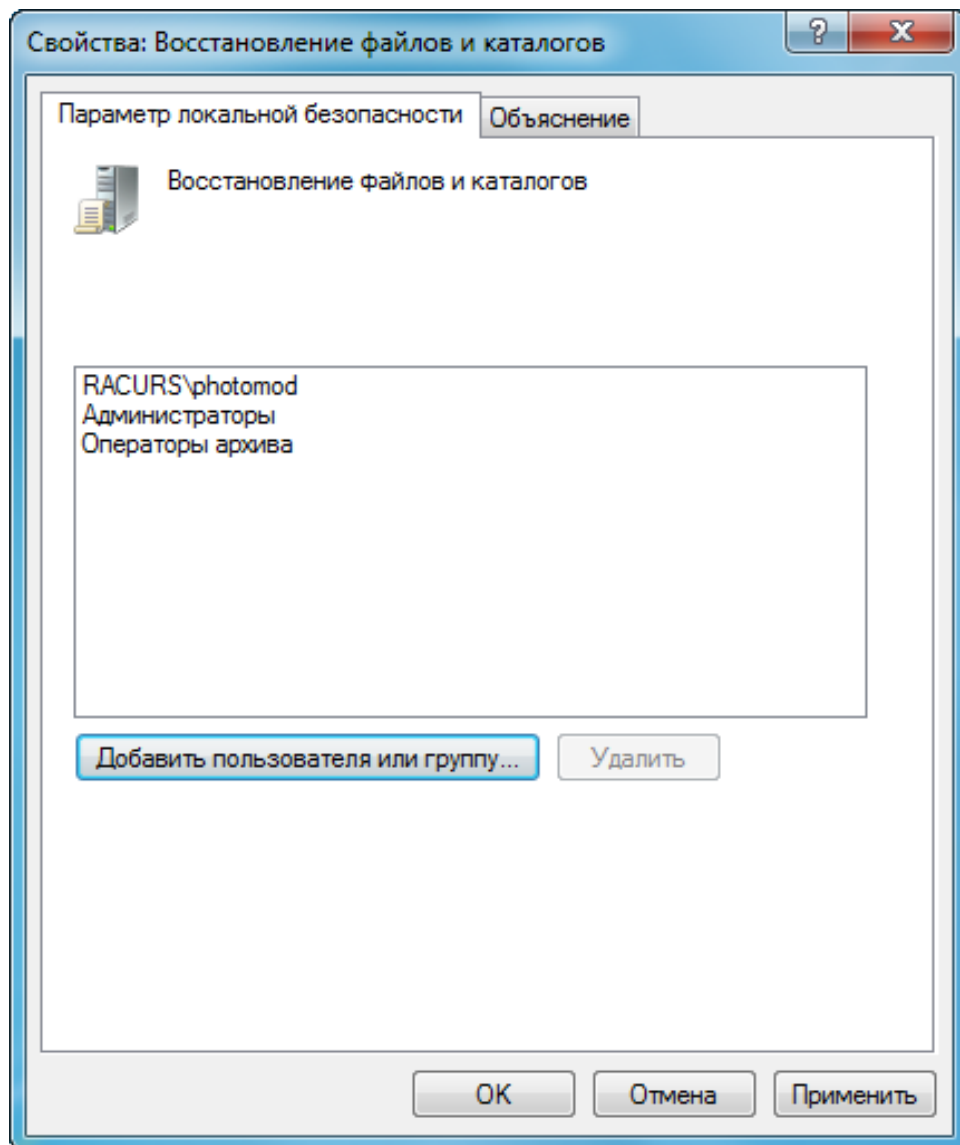 Свойства: Восстановление файлов и каталогов
? X
Параметр локальной безопасности Объяснение
Восстановление файлов и каталогов
RACURS\photomod
Администраторы
Операторы архива
Добавить пользователя или группу... Удалить
ОК Отмена Применить